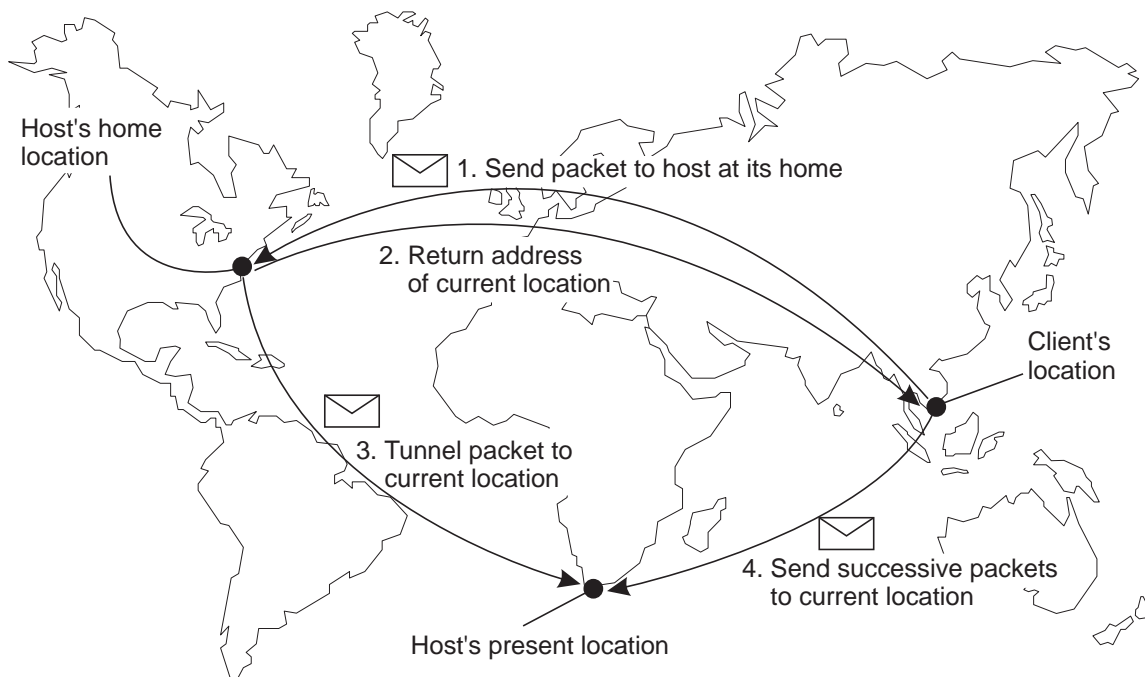 Host's home
location
1. Send packet to host at its home
2. Return address
of current location
Client's
location
3. Tunnel packet to
current location
4. Send successive packets
to current location
Host's present location